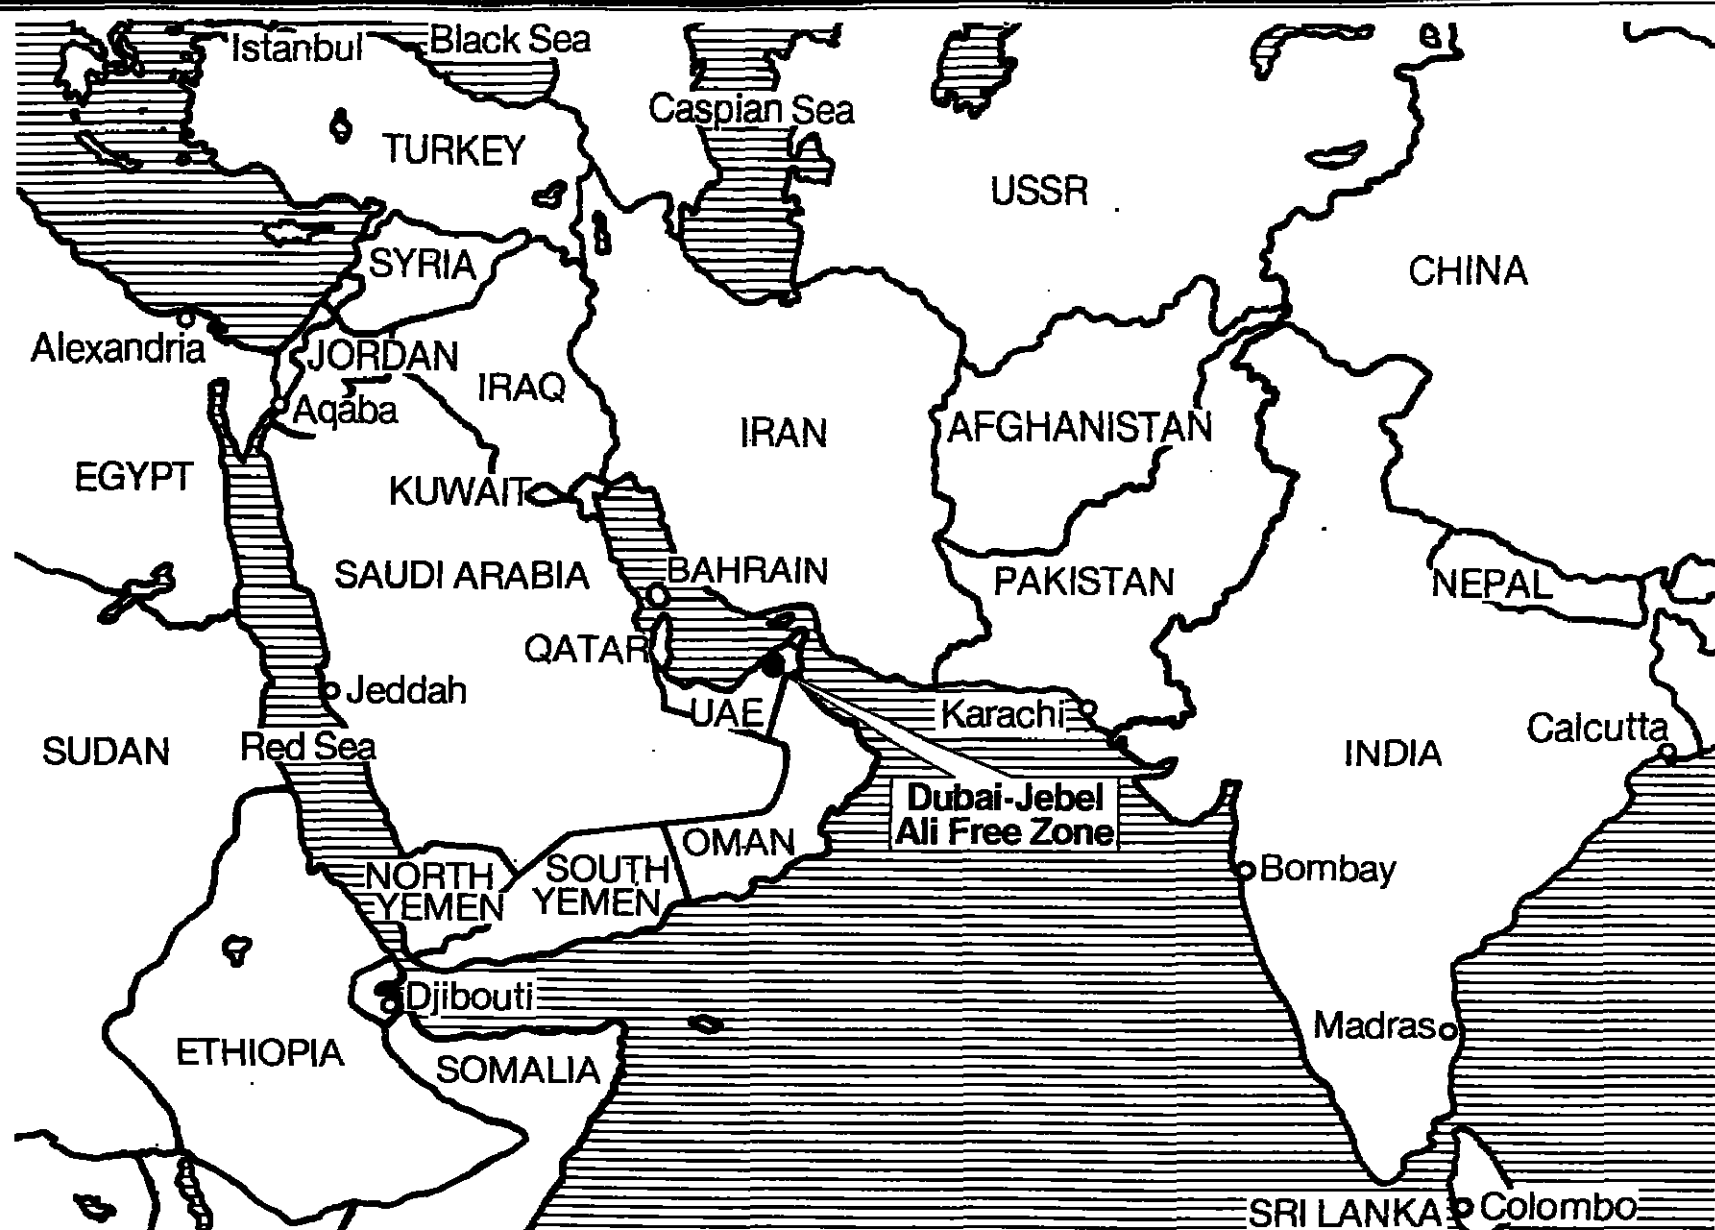 Istanbul
Black Sea
Caspian Sea
TURKEY
USSR
SYRIA
CHINA
Alexandria
JORDAN
IRAQ
Aqaba
IRAN
AFGHANISTAN
EGYPT
KUWAIT
SAUDI ARABIA
BAHRAIN
PAKISTAN
NEPAL
QATAR
Jeddah
UAE
Karachi
Calcutta
SUDAN
Red Sea
INDIA
Dubai-Jebel
Ali Free Zone
OMAN
NORTH
YEMEN
SOUTH
YEMEN
Bombay
Djibouti
Madras
ETHIOPIA
SOMALIA
SRI LANKA
Colombo